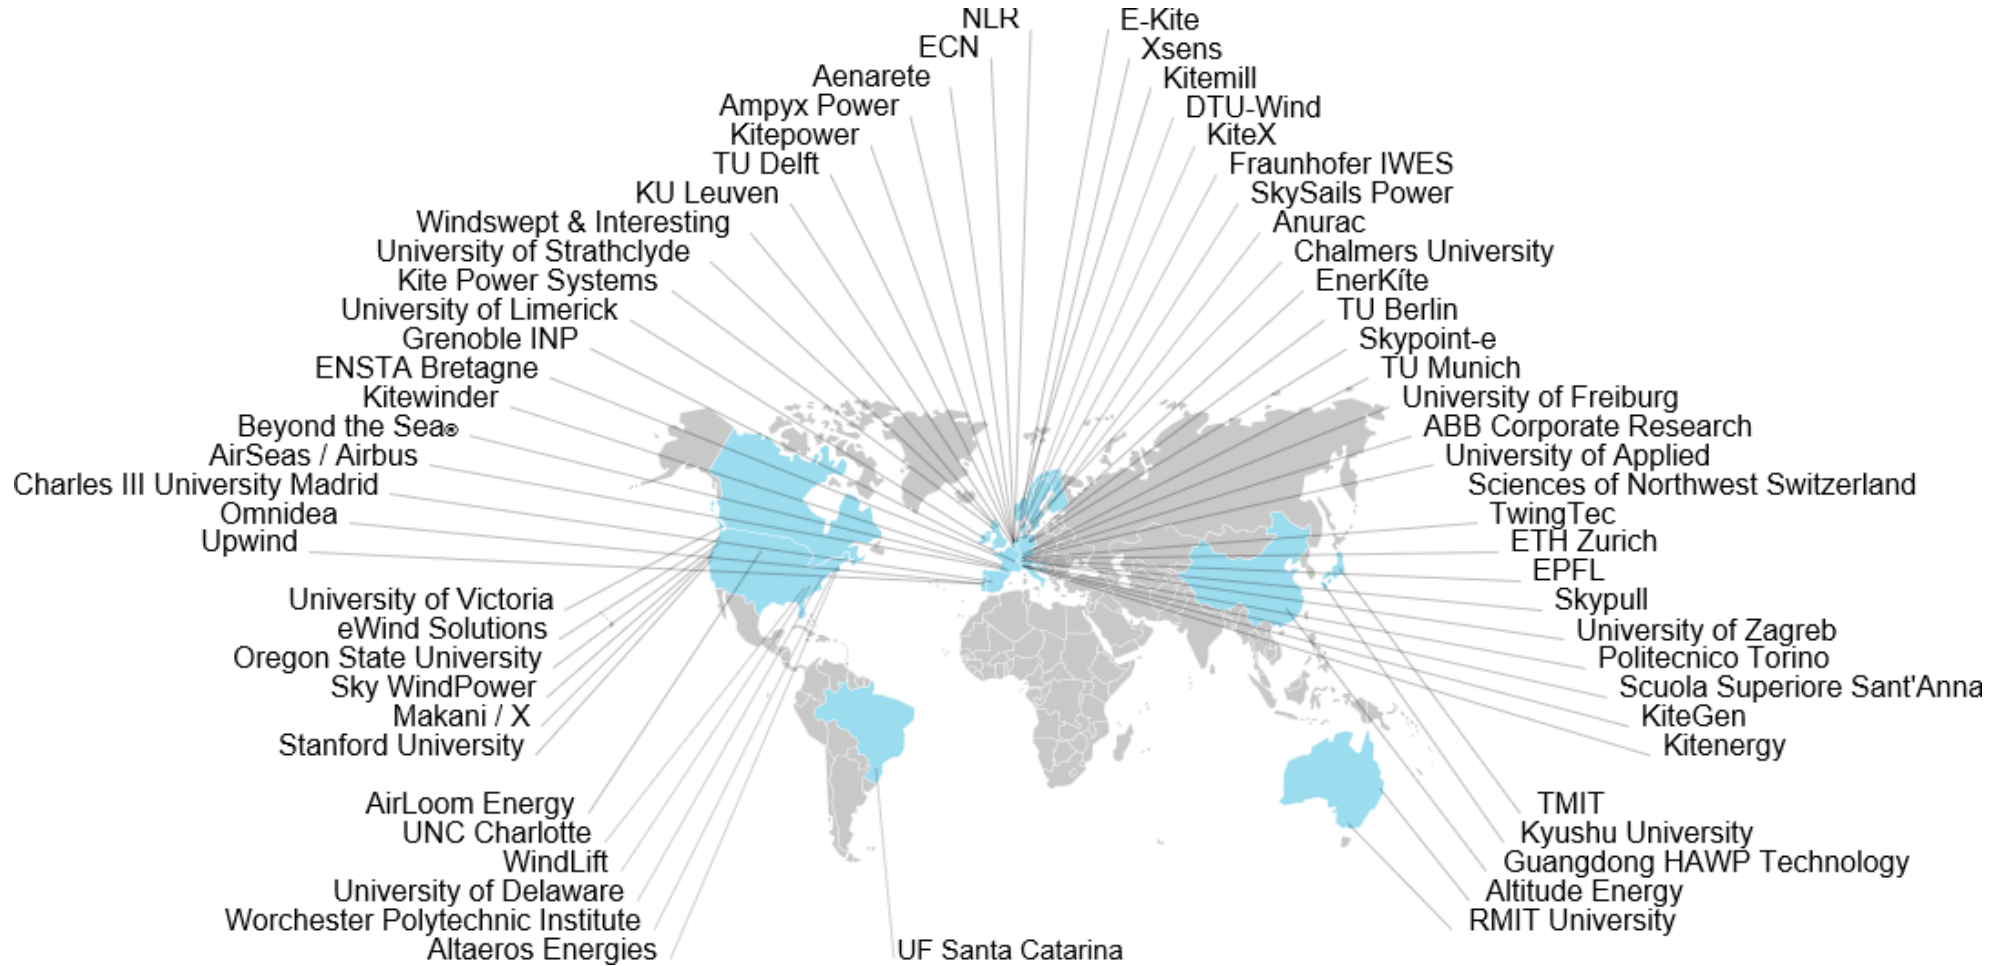 NLR
ECN
Aenarete
Ampyx Power
Kitepower
TU Delft
KU Leuven
Windswept & Interesting
University of Strathclyde
Kite Power Systems
University of Limerick
Grenoble INP
ENSTA Bretagne
Kitewinder
Beyond the Sea®
AirSeas / Airbus
Charles III University Madrid
Omnidea
Upwind
University of Victoria
eWind Solutions
Oregon State University
Sky WindPower
Makani / X
Stanford University
AirLoom Energy
UNC Charlotte
WindLift
University of Delaware
Worchester Polytechnic Institute
Altaeros Energies
UF Santa Catarina
E-Kite
Xsens
Kitemill
DTU-Wind
KiteX
Fraunhofer IWES
SkySails Power
Anurac
Chalmers University
EnerKíte
TU Berlin
Skypoint-e
TU Munich
University of Freiburg
ABB Corporate Research
University of Applied
Sciences of Northwest Switzerland
TwingTec
ETH Zurich
EPFL
Skypull
University of Zagreb
Politecnico Torino
Scuola Superiore Sant'Anna
KiteGen
Kitenergy
TMIT
Kyushu University
Guangdong HAWP Technology
Altitude Energy
RMIT University